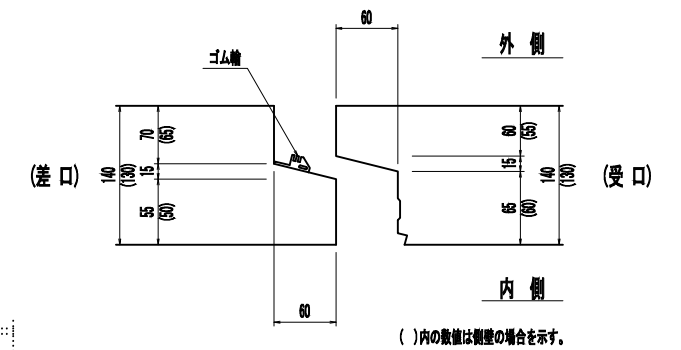 60
外 側
ゴム輪
(差 口)
140
(130)
70
(65)
15
55
(50)
60
(55)
15
65
(60)
140
(130)
(受 口)
60
内 側
( )内の数値は側壁の場合を示す。